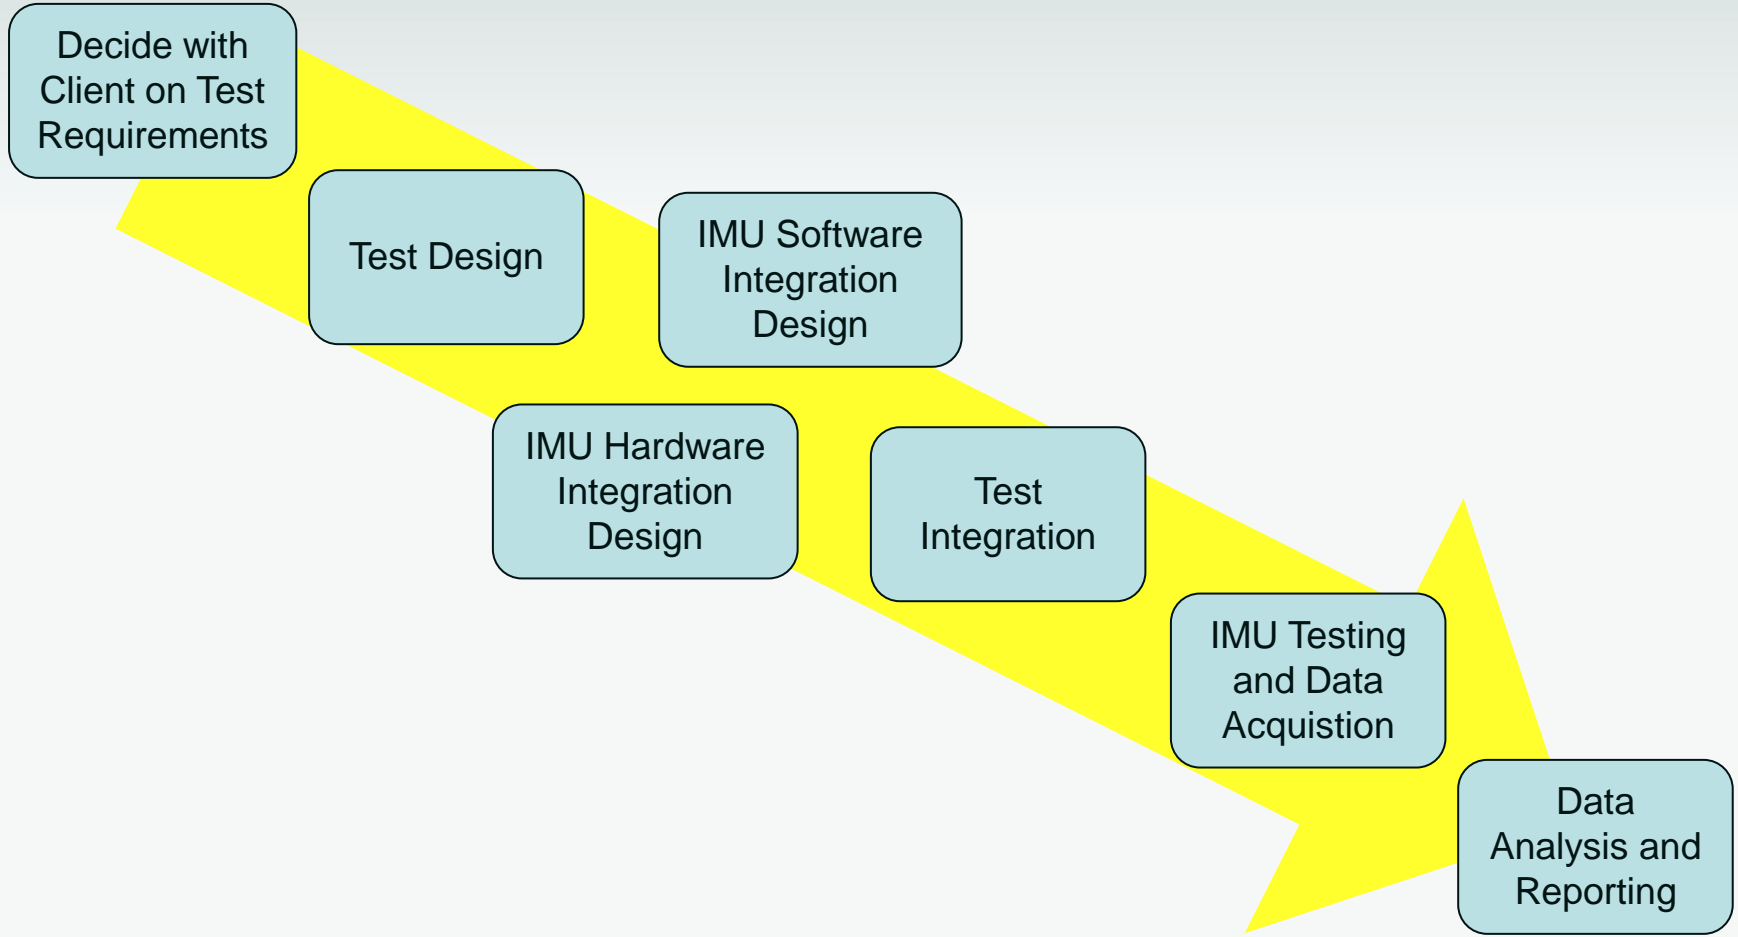 Decide with
Client on Test
Requirements
Test Design
IMU Software
Integration
Design
IMU Hardware
Integration
Design
Test
Integration
IMU Testing
and Data
Acquistion
Data
Analysis and
Reporting